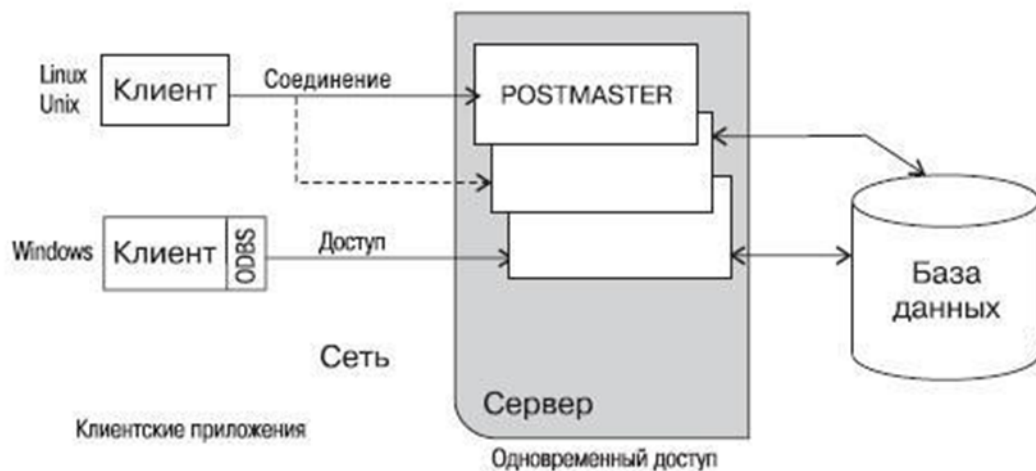 Linux
Unix
Клиент
Соединение
POSTMASTER
Windows
Клиент
ODBS
Доступ
База
данных
Сеть
Сервер
Клиентские приложения
Одновременный доступ